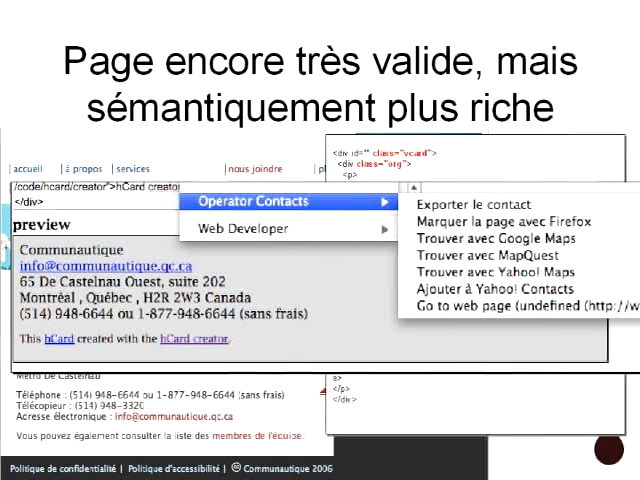 Page encore très valide, mais
sémantiquement plus riche
| accueil | à propos | services | nous joindre
<div id="" class="vcard">
<div class="org">
<p>
/code/hcard/creator">hCard creator
</div>
Operator Contacts
Web Developer
Exporter le contact
Marquer la page avec Firefox
Trouver avec Google Maps
Trouver avec MapQuest
Trouver avec Yahoo! Maps
Ajouter à Yahoo! Contacts
Go to web page (undefined (http://w
preview
Communautique
info@communautique.qc.ca
65 De Castelnau Ouest, suite 202
Montréal , Québec , H2R 2W3 Canada
(514) 948-6644 ou 1-877-948-6644 (sans frais)
This hCard created with the hCard creator.
Métro De Castelnau
Téléphone : (514) 948-6644 ou 1-877-948-6644 (sans frais)
Télécopieur : (514) 948-3320
Adresse électronique : info@communautique.qc.ca
Vous pouvez également consulter la liste des membres de l'équipe.
a>
</p>
</div>
Politique de confidentialité | Politique d'accessibilité | © Communautique 2006